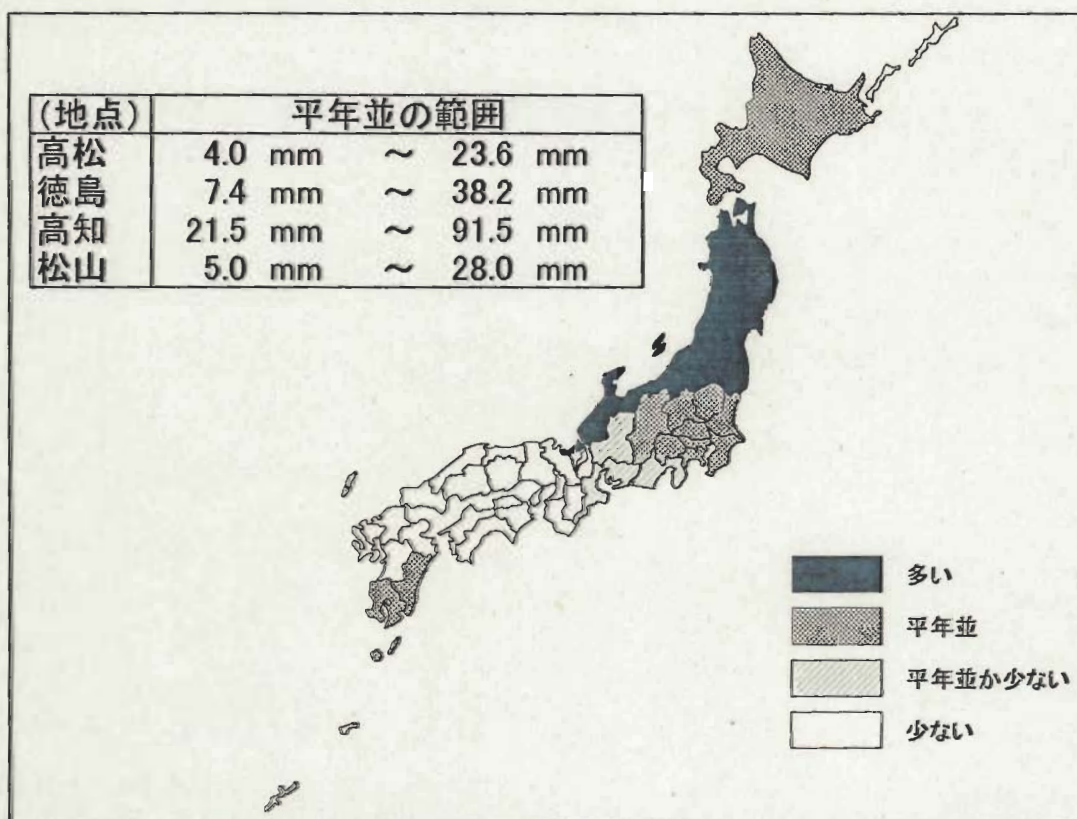 (地点) 平年並の範囲
高松 4.0 mm ~ 23.6 mm
徳島 7.4 mm ~ 38.2 mm
高知 21.5 mm ~ 91.5 mm
松山 5.0 mm ~ 28.0 mm
多い
平年並
平年並か少ない
少ない